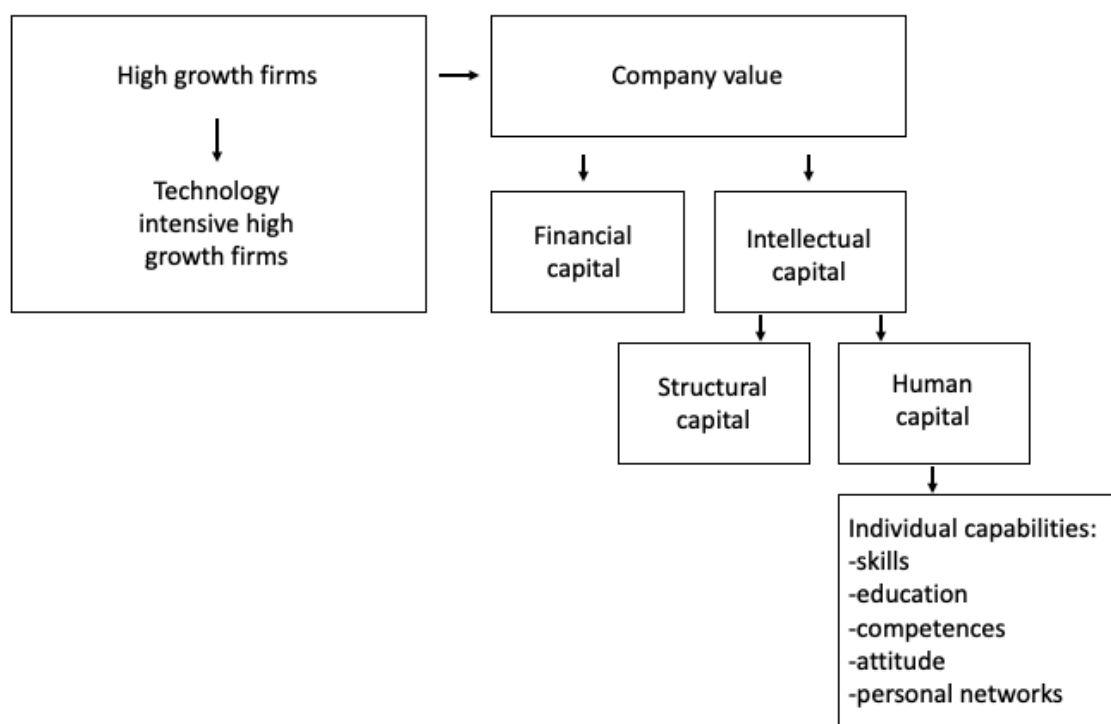 High growth firms
Technology
intensive high
growth firms
Company value
Financial
capital
Intellectual
capital
Structural
capital
Human
capital
Individual capabilities:
-skills
-education
-competences
-attitude
-personal networks